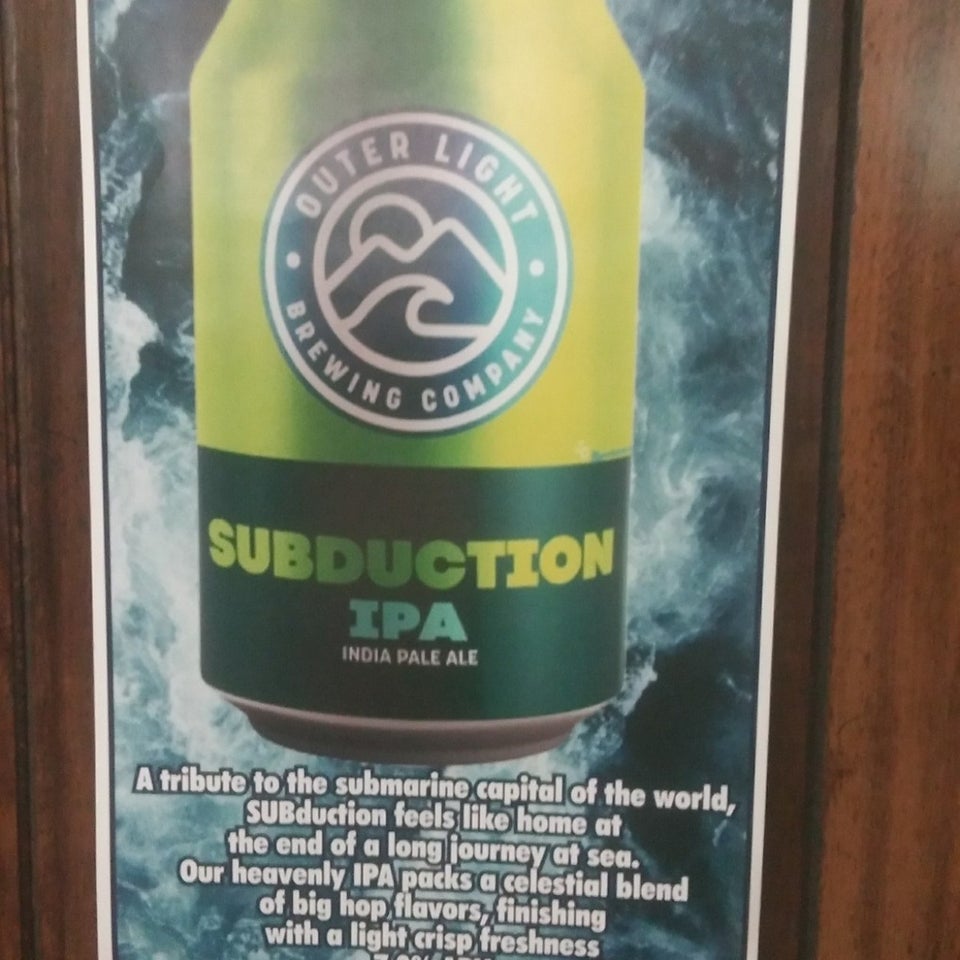 OUTER LIGHT
BREWING COMPANY
SUBDUCTION
IPA
INDIA PALE ALE
A tribute to the submarine capital of the world,
SUBduction feels like home at
the end of a long journey at sea.
Our heavenly IPA packs a celestial blend
of big hop flavors, finishing
with a light crisp freshness